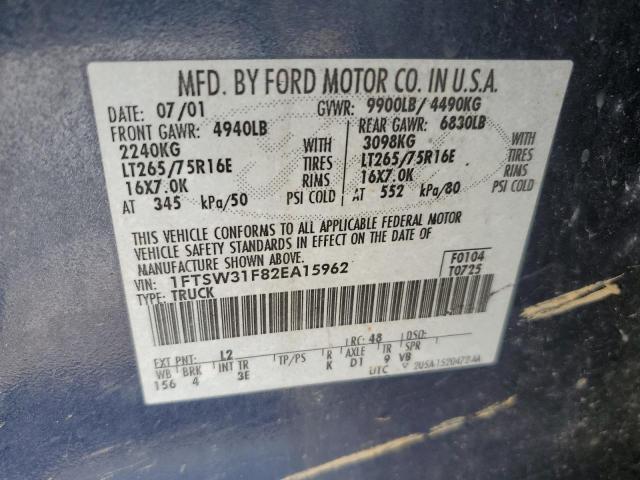 MFD. BY FORD MOTOR CO. IN U.S.A.
DATE: 07/01 GVWR: 9900LB/ 4490KG
FRONT GAWR: 4940LB REAR GAWR: 6830LB
2240KG WITH 3098KG WITH
LT265/75R16E TIRES LT265/75R16E TIRES
16X7.0K RIMS 16X7.0K RIMS
AT 345 kPa/50 PSI COLD AT 552 kPa/80 PSI COLD
THIS VEHICLE CONFORMS TO ALL APPLICABLE FEDERAL MOTOR
VEHICLE SAFETY STANDARDS IN EFFECT ON THE DATE OF
MANUFACTURE SHOWN ABOVE.
VIN: 1FTSW31F82EA15962 F0104
TYPE: TRUCK T0725
EXT PNT: L2 RC: 48 DSO:
WB BRK INT TR TP/PS R AXLE TR SPR
156 4 3E K D1 9 VB
UTC